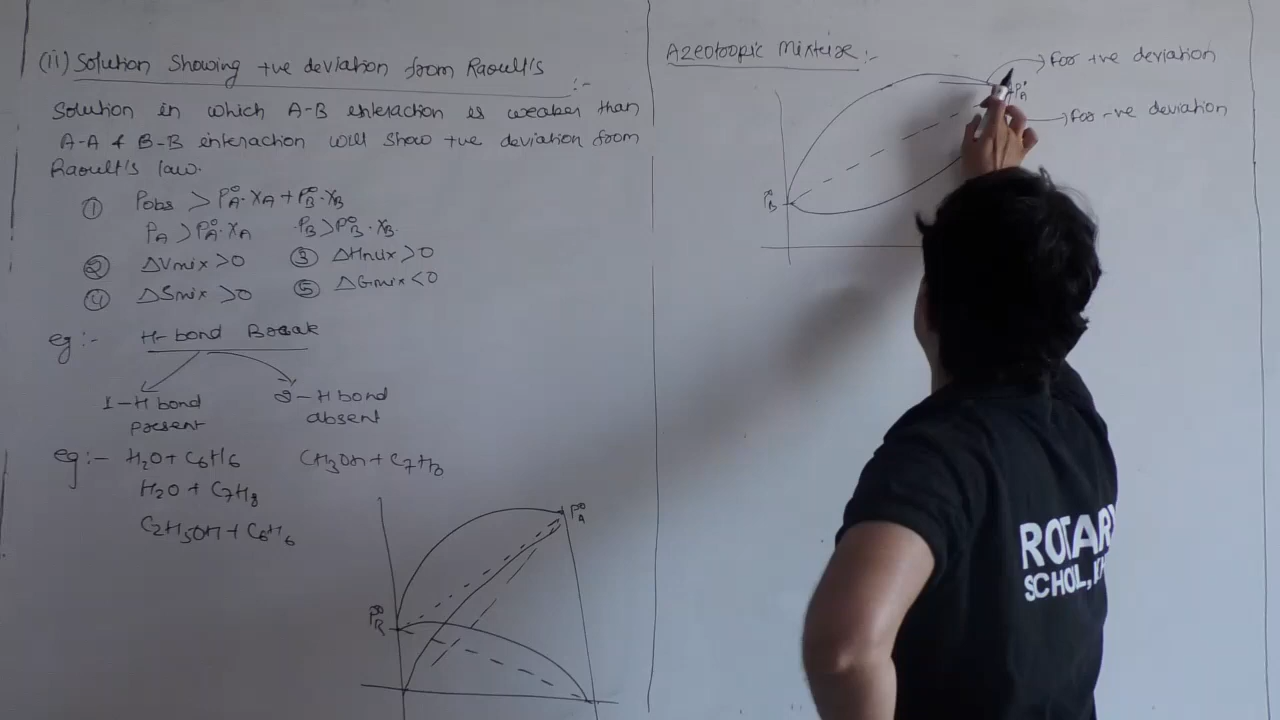 (ii) Solution Showing +ve deviation from Raoult's :-
Solution in which A-B interaction is weaker than
A-A & B-B interaction will show +ve deviation from
Raoult's law.
① Pobs > P°A·XA + P°B·XB
PA > P°A·XA PB > P°B·XB
② ΔVmix > 0 ③ ΔHmix > 0
④ ΔSmix > 0 ⑤ ΔGmix < 0
eg:- H-bond Break
1-H bond present
2-H bond absent
eg:- H2O + C6H6 CH3OH + C7H8
H2O + C7H8
C2H5OH + C6H6
P°A
P°B
Azeotropic Mixture :-
For +ve deviation
P°A
For -ve deviation
P°B
ROTARY
SCHOOL, KH